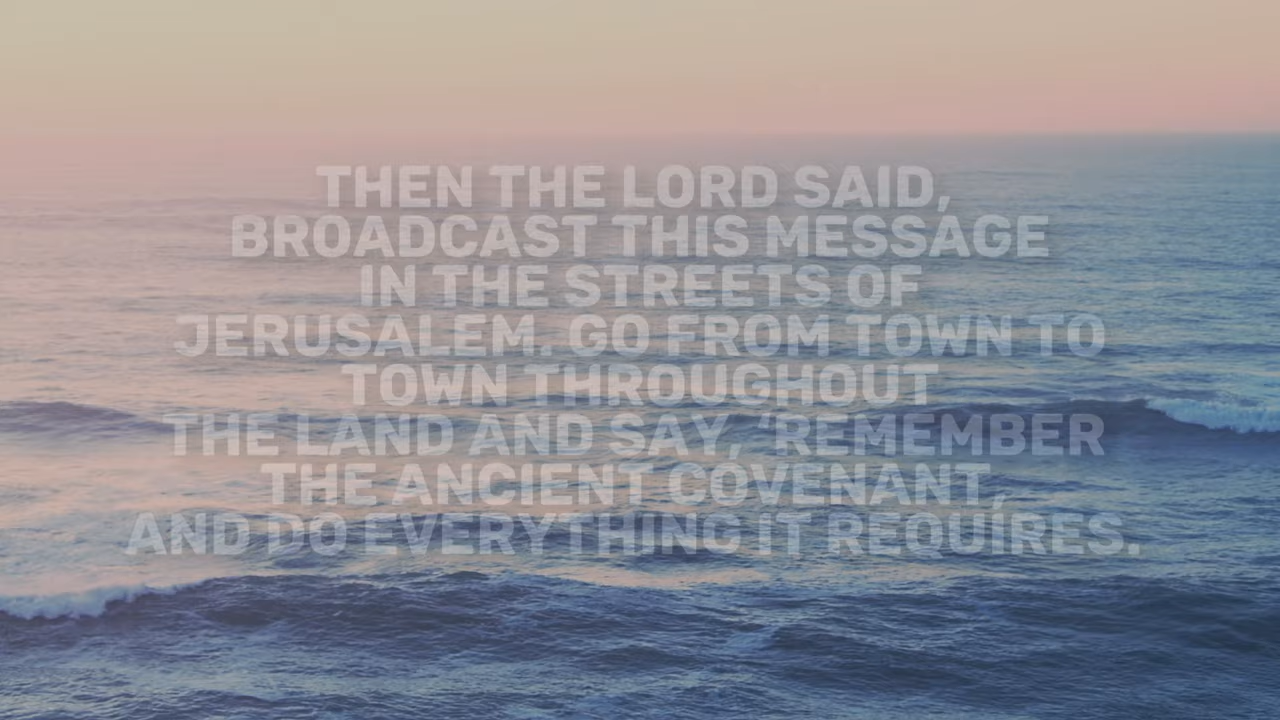 THEN THE LORD SAID,
BROADCAST THIS MESSAGE
IN THE STREETS OF
JERUSALEM. GO FROM TOWN TO
TOWN THROUGHOUT
THE LAND AND SAY, ‘REMEMBER
THE ANCIENT COVENANT,
AND DO EVERYTHING IT REQUIRES.